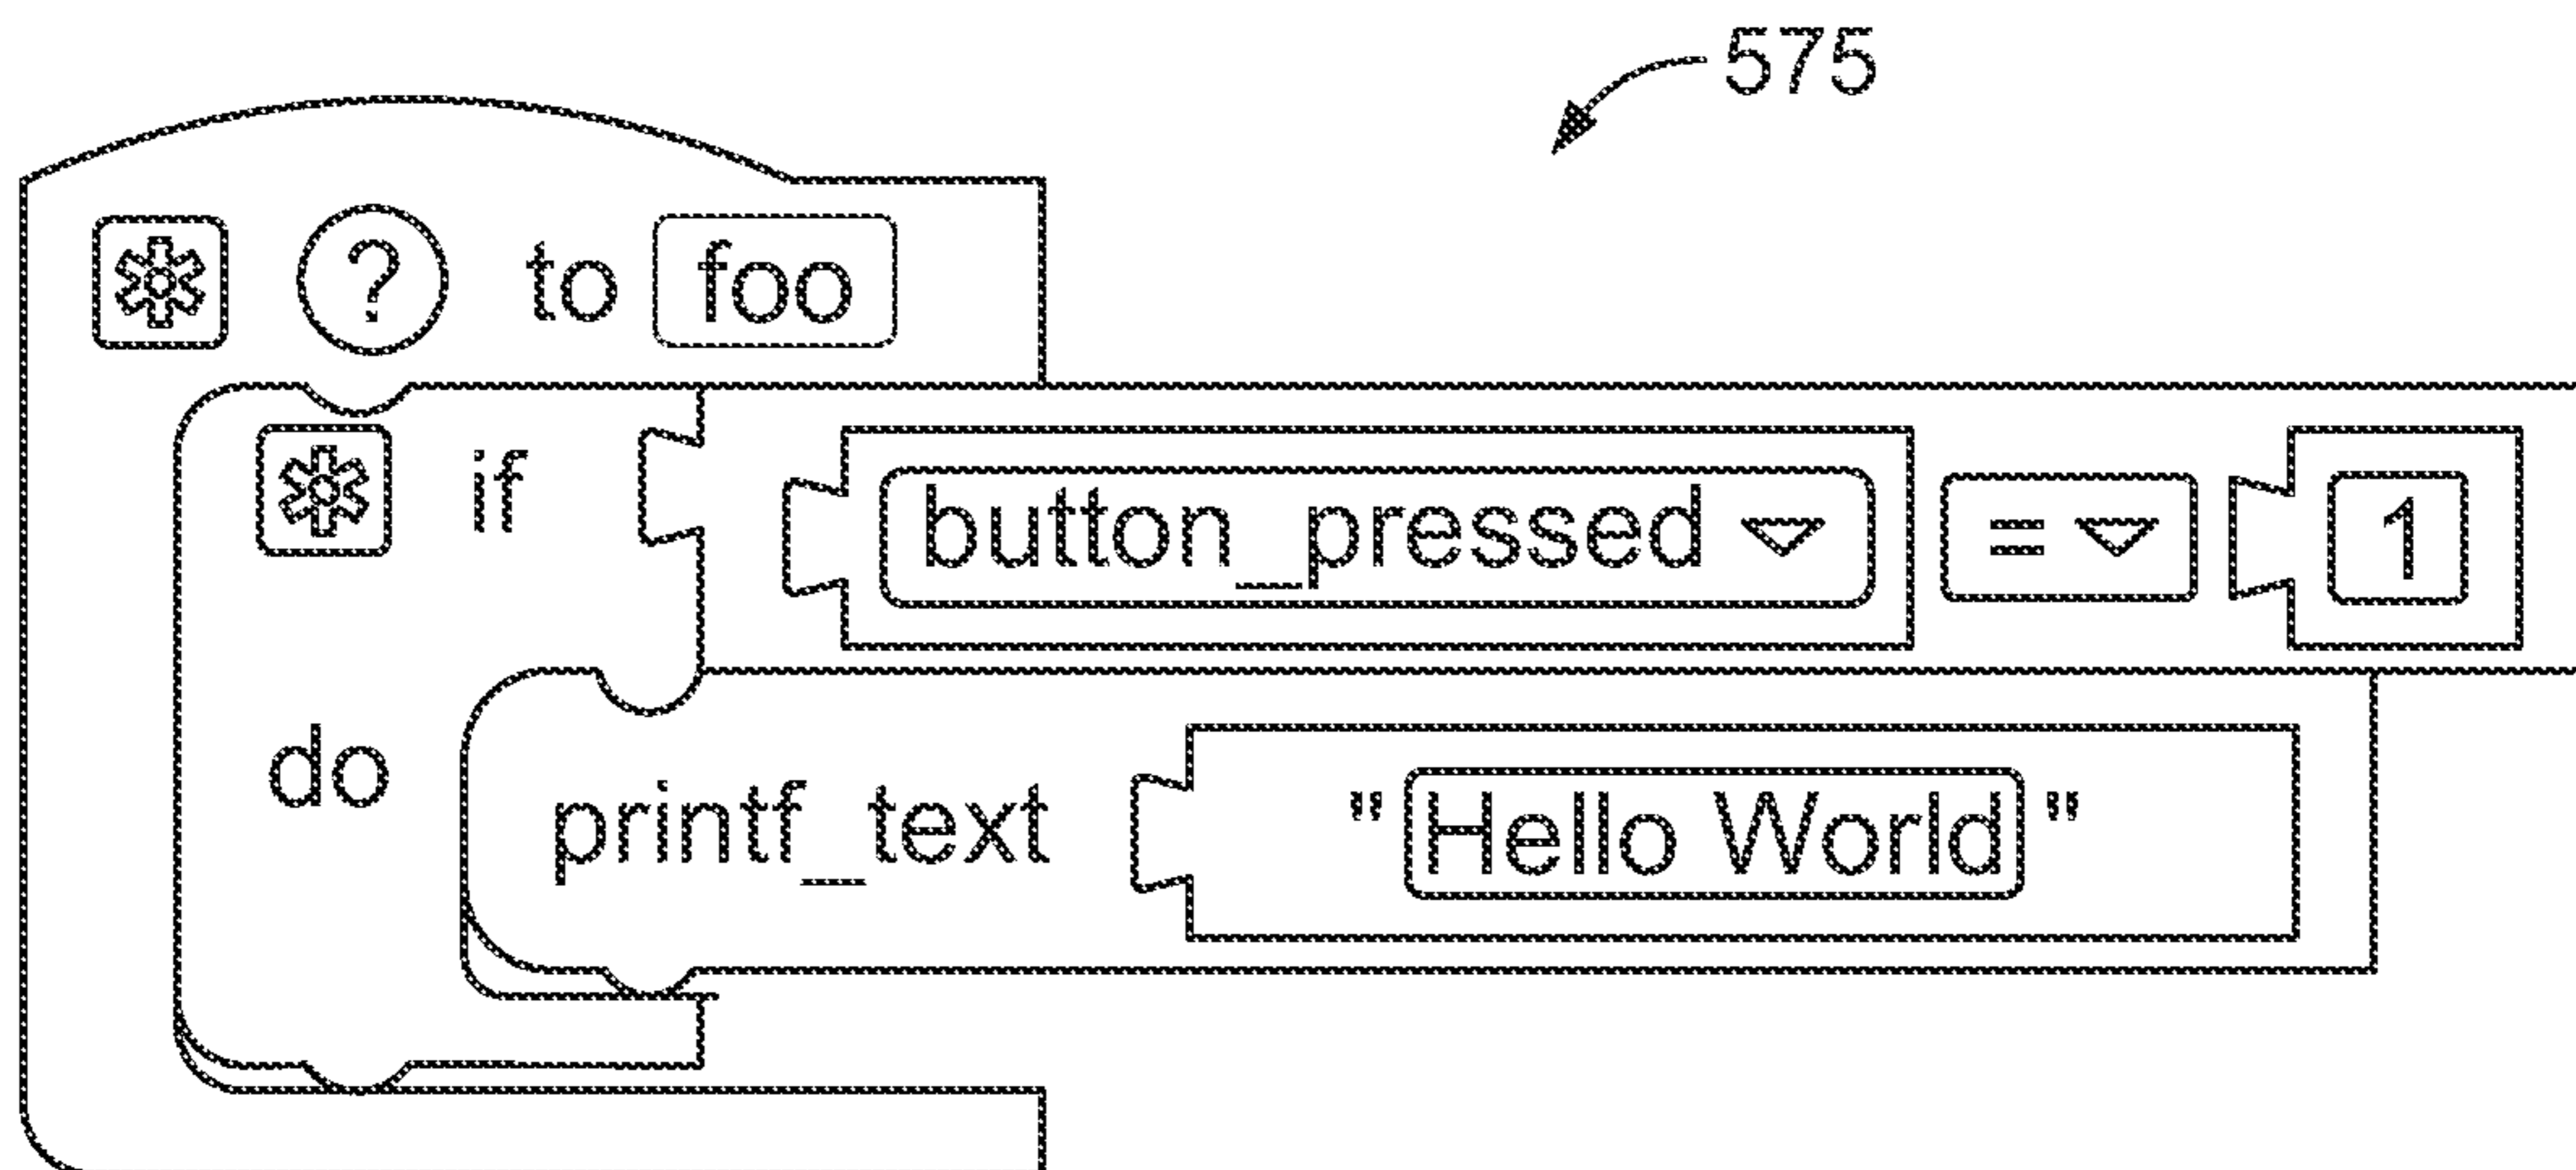 575
? to foo
if button_pressed = 1
do printf_text "Hello World"